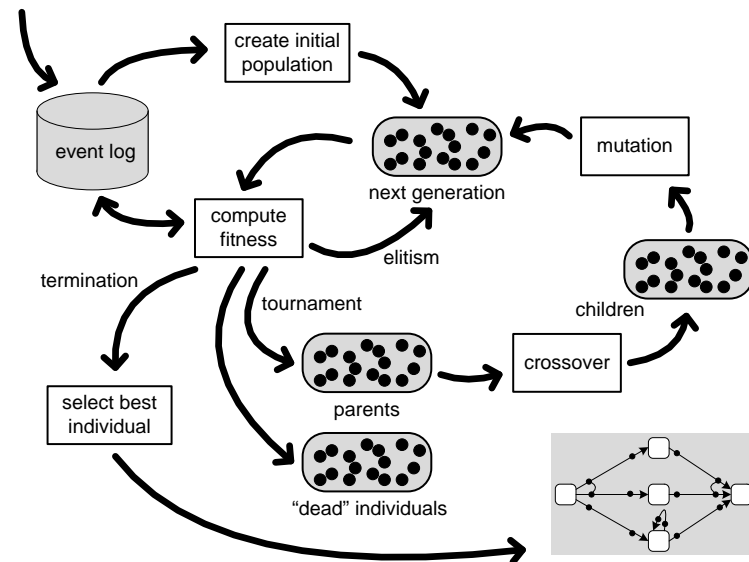 create initial
population
event log
mutation
next generation
compute
fitness
elitism
termination
tournament
children
crossover
select best
individual
parents
“dead” individuals